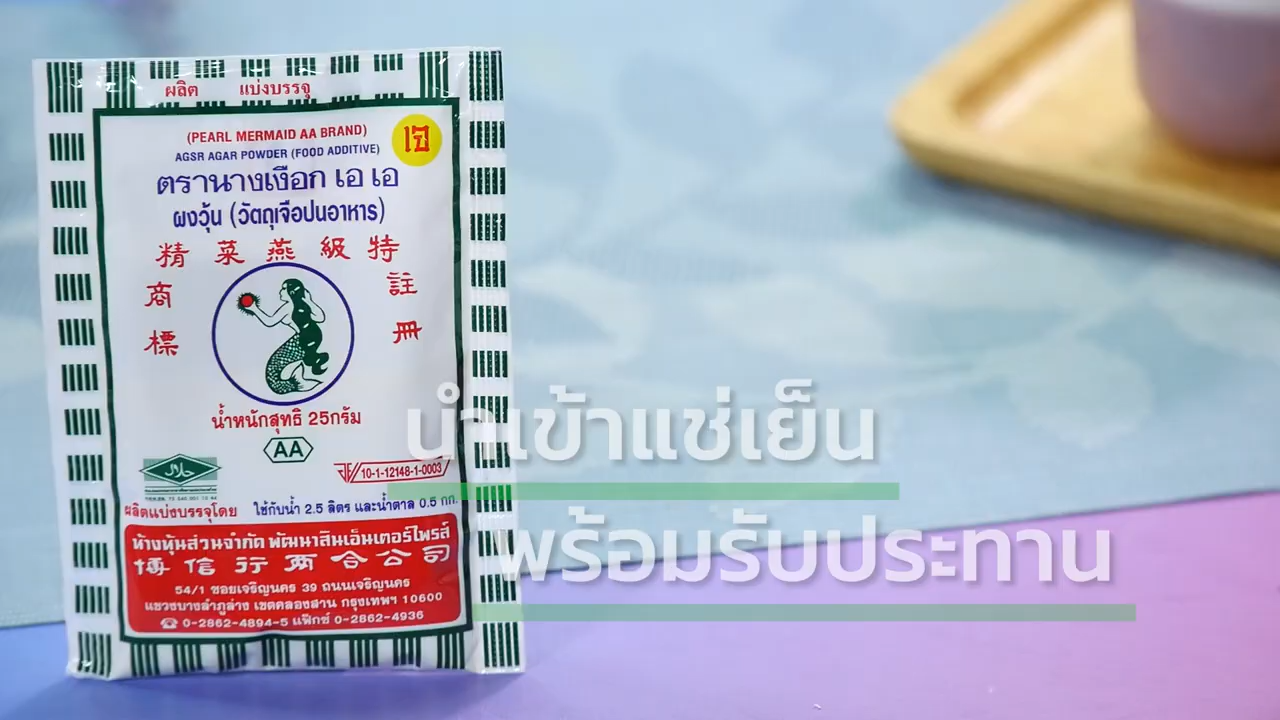 ผลิต แบ่งบรรจุ
(PEARL MERMAID AA BRAND)
เจ
AGSR AGAR POWDER (FOOD ADDITIVE)
ตรานางเงือก เอ เอ
ผงวุ้น (วัตถุเจือปนอาหาร)
精菜燕級特
商 註
標 冊
น้ำหนักสุทธิ 25กรัม
AA
10-1-12148-1-0003
ผลิตแบ่งบรรจุโดย ใช้กับน้ำ 2.5 ลิตร และน้ำตาล 0.5 กก.
ห้างหุ้นส่วนจำกัด พัฒนาสินเอ็นเตอร์ไพรส์
博信行兩合公司
54/1 ซอยเจริญนคร 39 ถนนเจริญนคร
แขวงบางลำภูล่าง เขตคลองสาน กรุงเทพฯ 10600
☎ 0-2862-4894-5 แฟ็กซ์ 0-2862-4936
นำเข้าแช่เย็น
พร้อมรับประทาน